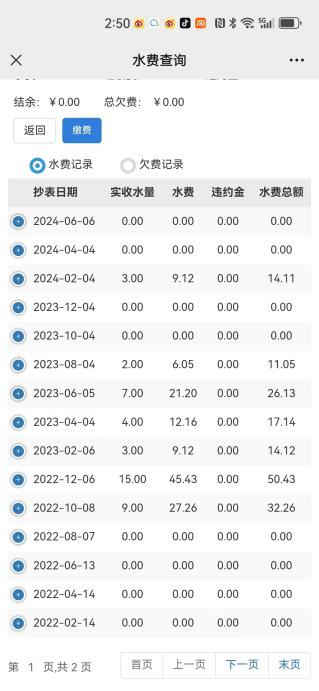 2:50
5G
水费查询
结余：￥0.00 总欠费：￥0.00
返回 缴费
水费记录 欠费记录
抄表日期 实收水量 水费 违约金 水费总额
2024-06-06 0.00 0.00 0.00 0.00
2024-04-04 0.00 0.00 0.00 0.00
2024-02-04 3.00 9.12 0.00 14.11
2023-12-04 0.00 0.00 0.00 0.00
2023-10-04 0.00 0.00 0.00 0.00
2023-08-04 2.00 6.05 0.00 11.05
2023-06-05 7.00 21.20 0.00 26.13
2023-04-04 4.00 12.16 0.00 17.14
2023-02-06 3.00 9.12 0.00 14.12
2022-12-06 15.00 45.43 0.00 50.43
2022-10-08 9.00 27.26 0.00 32.26
2022-08-07 0.00 0.00 0.00 0.00
2022-06-13 0.00 0.00 0.00 0.00
2022-04-14 0.00 0.00 0.00 0.00
2022-02-14 0.00 0.00 0.00 0.00
第 1 页,共 2 页 首页 上一页 下一页 末页